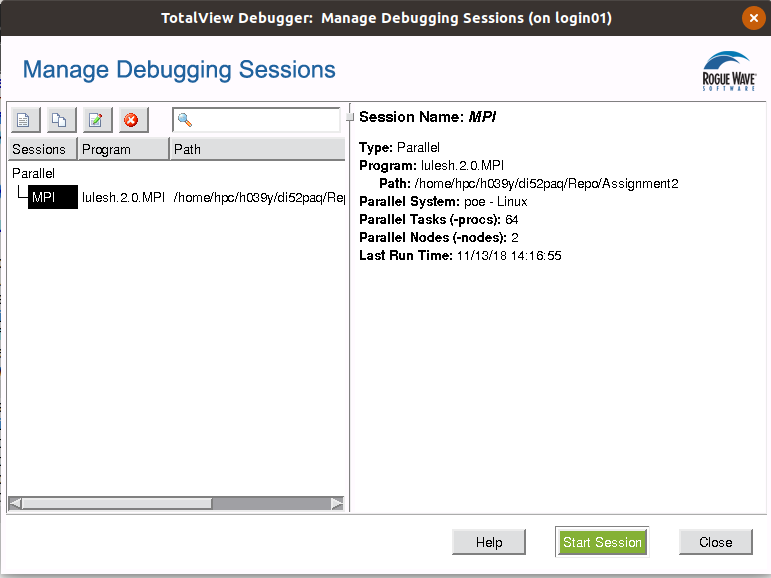 TotalView Debugger: Manage Debugging Sessions (on login01)
Manage Debugging Sessions
ROGUE WAVE
SOFTWARE
Sessions Program Path
Parallel
MPI lulesh.2.0.MPI /home/hpc/h039y/di52paq/Rep
Session Name: MPI
Type: Parallel
Program: lulesh.2.0.MPI
Path: /home/hpc/h039y/di52paq/Repo/Assignment2
Parallel System: poe - Linux
Parallel Tasks (-procs): 64
Parallel Nodes (-nodes): 2
Last Run Time: 11/13/18 14:16:55
Help Start Session Close